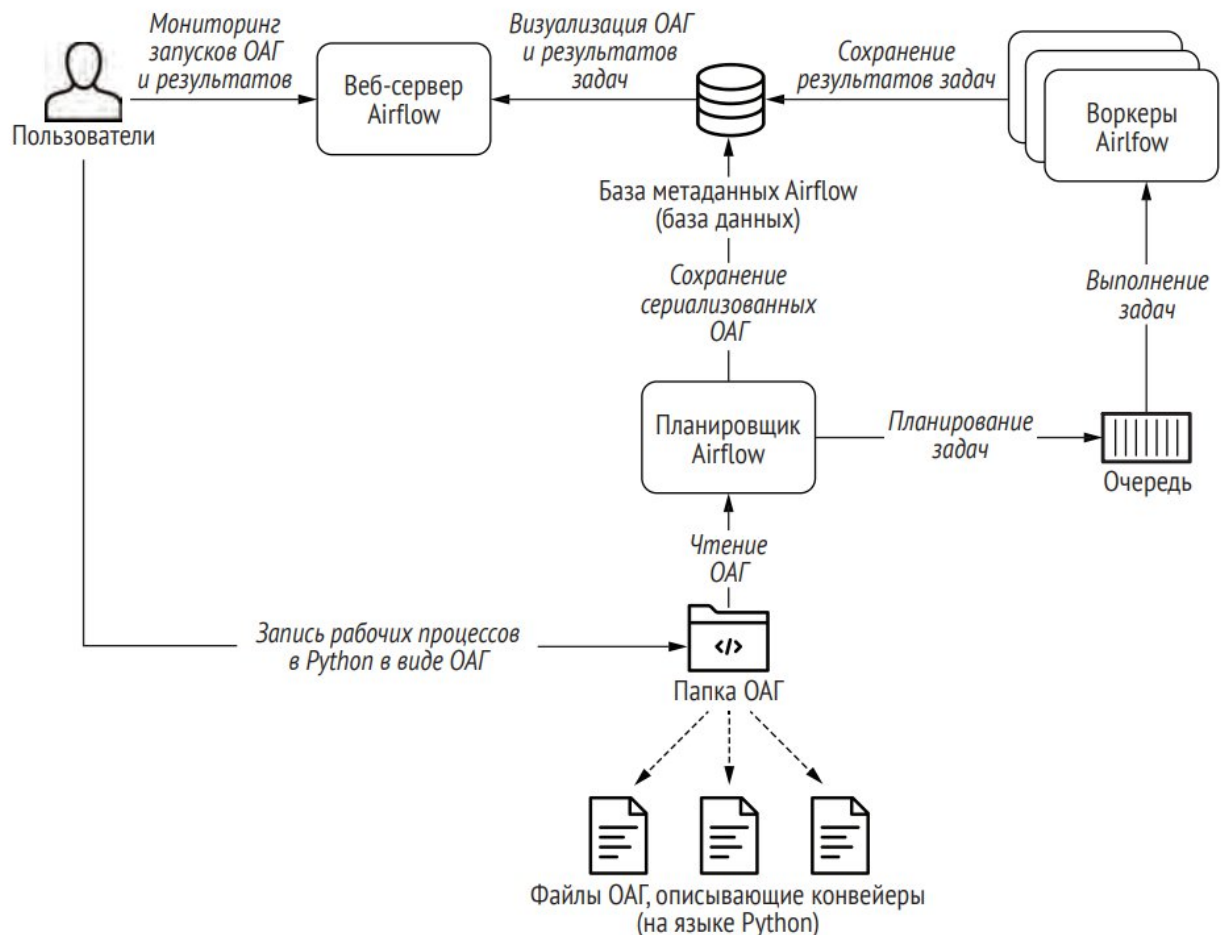 Мониторинг
запусков ОАГ
и результатов
Пользователи
Веб-сервер
Airflow
Визуализация ОАГ
и результатов
задач
Сохранение
результатов задач
Воркеры
Airlfow
База метаданных Airflow
(база данных)
Сохранение
сериализованных
ОАГ
Выполнение
задач
Планировщик
Airflow
Планирование
задач
Очередь
Чтение
ОАГ
Запись рабочих процессов
в Python в виде ОАГ
</>
Папка ОАГ
Файлы ОАГ, описывающие конвейеры
(на языке Python)